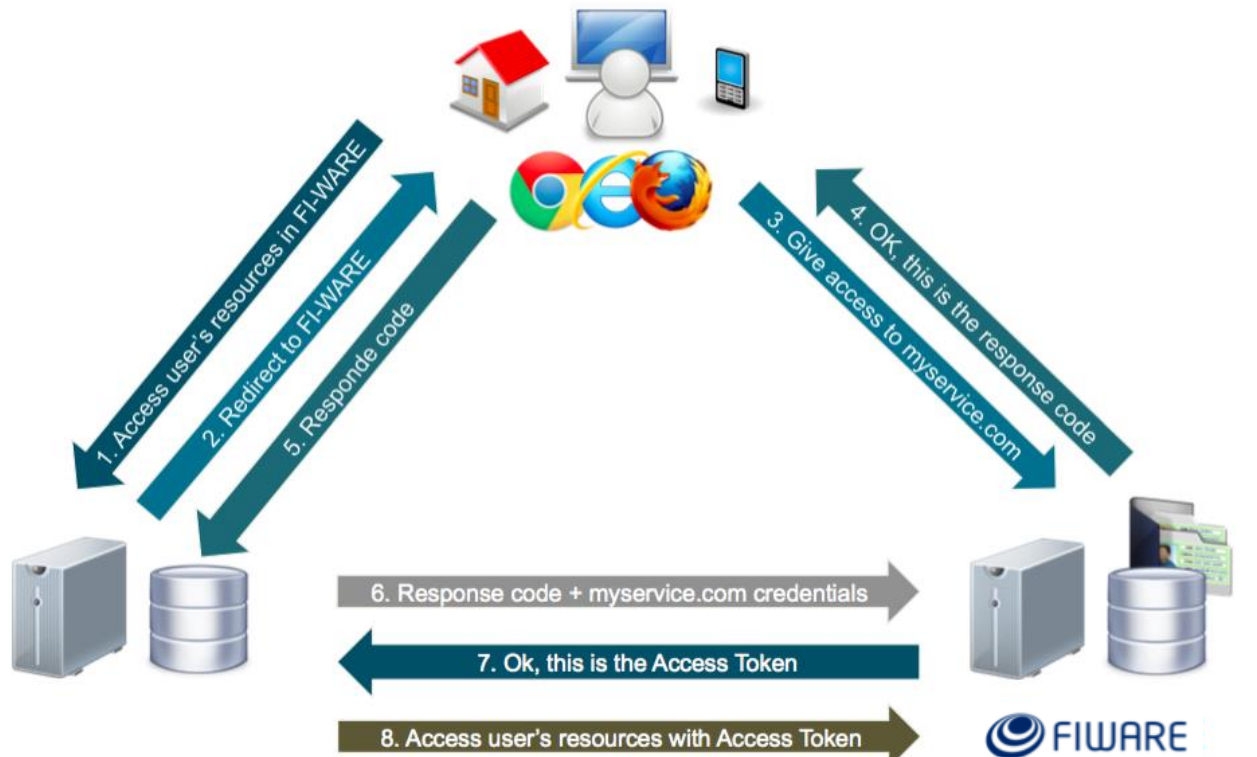 1. Access user's resources in FI-WARE
2. Redirect to FI-WARE
5. Responde code
3. Give access to myservice.com
4. OK, this is the response code
6. Response code + myservice.com credentials
7. Ok, this is the Access Token
8. Access user's resources with Access Token
FIWARE